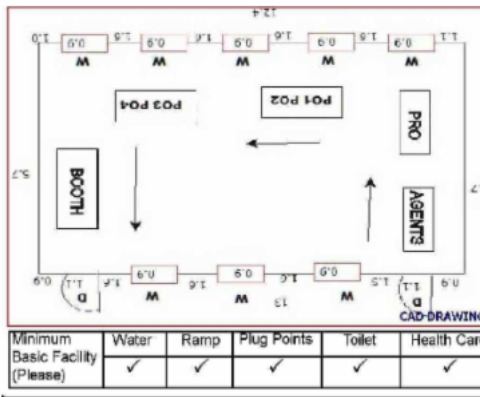 12.4
1.0 0.9 1.6 0.9 1.6 0.9 1.6 0.9 1.6 0.9 1.1
W W W W W
PO3 PO4 PO1 PO2 PRO
5.7
BOOTH AGENTS
0.9 1.1 1.6 0.9 1.6 0.9 1.6 0.9 1.5 1.1 0.9
D W W 13 W D
CAD DRAWING
Minimum Basic Facility (Please) Water Ramp Plug Points Toilet Health Car
✓ ✓ ✓ ✓ ✓